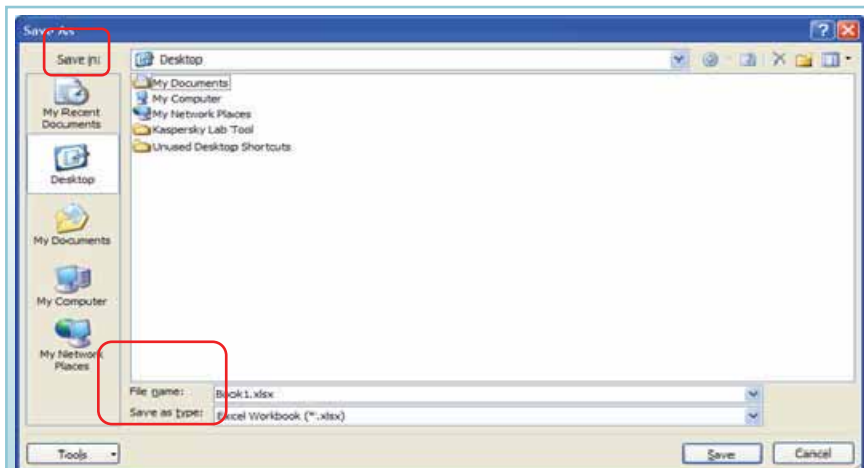 Save As
Save in: Desktop
My Recent
Documents
Desktop
My Documents
My Computer
My Network
Places
My Documents
My Computer
My Network Places
Kaspersky Lab Tool
Unused Desktop Shortcuts
File name: Book1.xlsx
Save as type: Excel Workbook (*.xlsx)
Tools
Save
Cancel